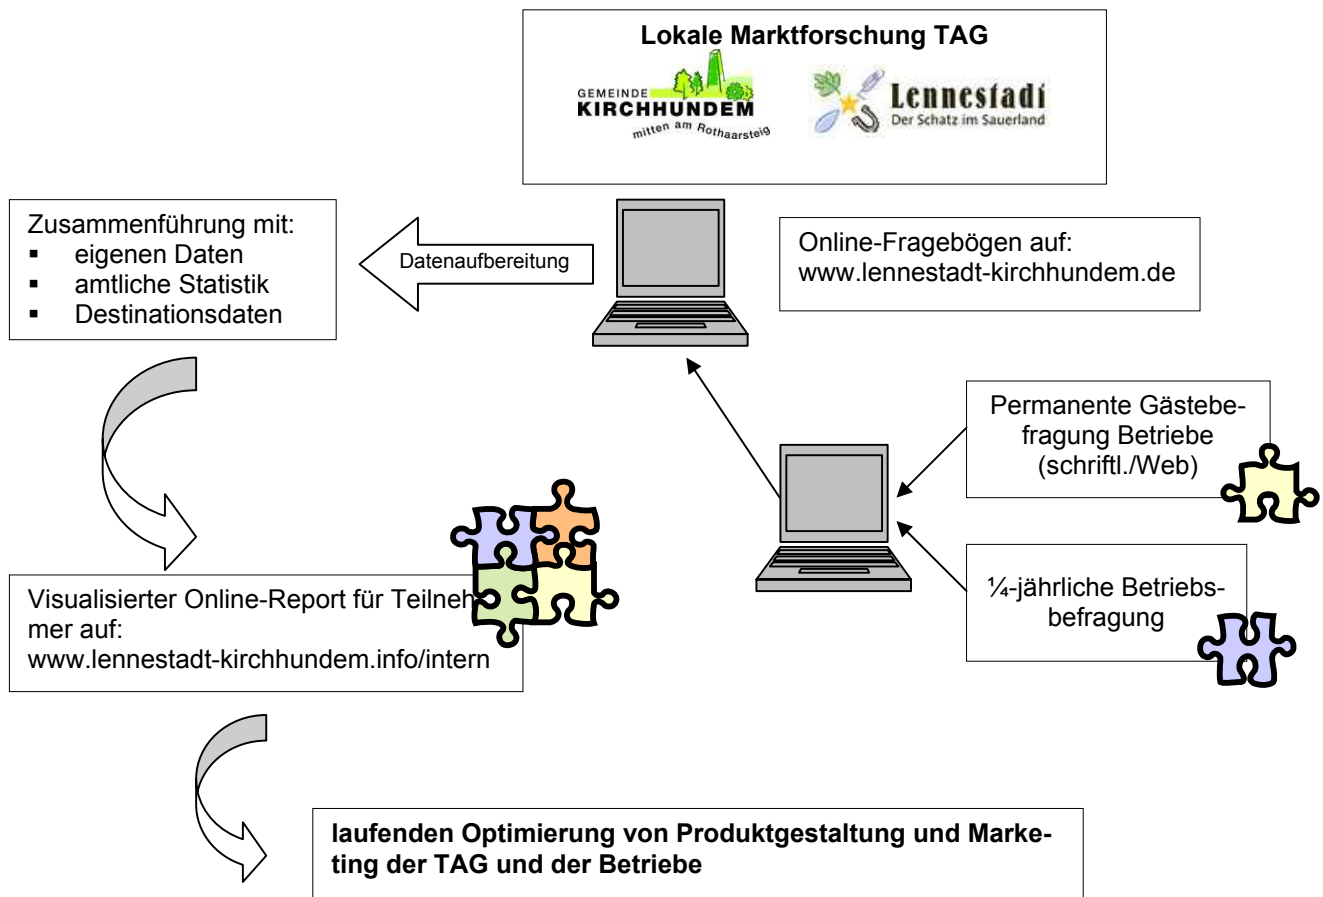 Lokale Marktforschung TAG
GEMEINDE
KIRCHHUNDEM
mitten am Rothaarsteig
Lennestadt
Der Schatz im Sauerland
Zusammenführung mit:
▪ eigenen Daten
▪ amtliche Statistik
▪ Destinationsdaten
Datenaufbereitung
Online-Fragebögen auf:
www.lennestadt-kirchhundem.de
Permanente Gästebe-
fragung Betriebe
(schriftl./Web)
¼-jährliche Betriebs-
befragung
Visualisierter Online-Report für Teilneh-
mer auf:
www.lennestadt-kirchhundem.info/intern
laufenden Optimierung von Produktgestaltung und Marke-
ting der TAG und der Betriebe